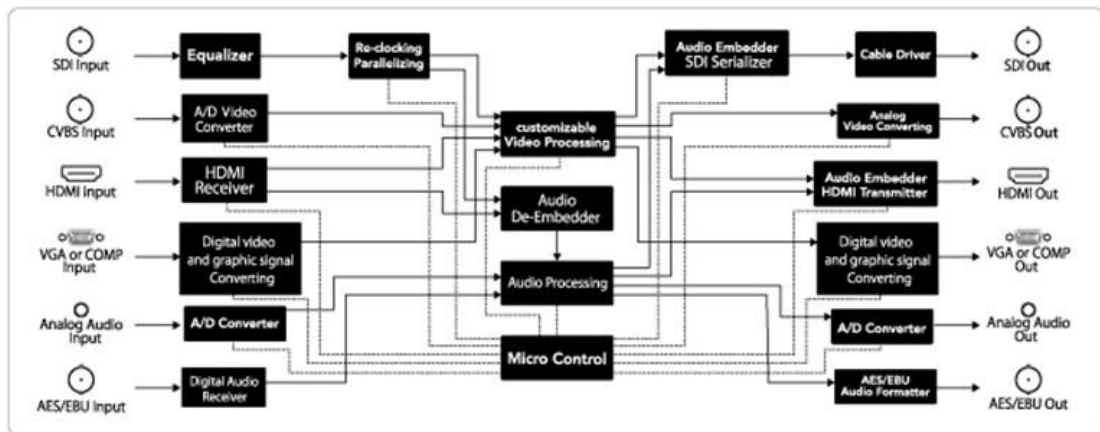 SDI Input
Equalizer
Re-clocking
Parallelizing
Audio Embedder
SDI Serializer
Cable Driver
SDI Out
CVBS Input
A/D Video
Converter
customizable
Video Processing
Analog
Video Converting
CVBS Out
HDMI Input
HDMI
Receiver
Audio
De-Embedder
Audio Embedder
HDMI Transmitter
HDMI Out
VGA or COMP
Input
Digital video
and graphic signal
Converting
Audio Processing
Digital video
and graphic signal
Converting
VGA or COMP
Out
Analog Audio
Input
A/D Converter
Micro Control
A/D Converter
Analog Audio
Out
AES/EBU Input
Digital Audio
Receiver
AES/EBU
Audio Formatter
AES/EBU Out